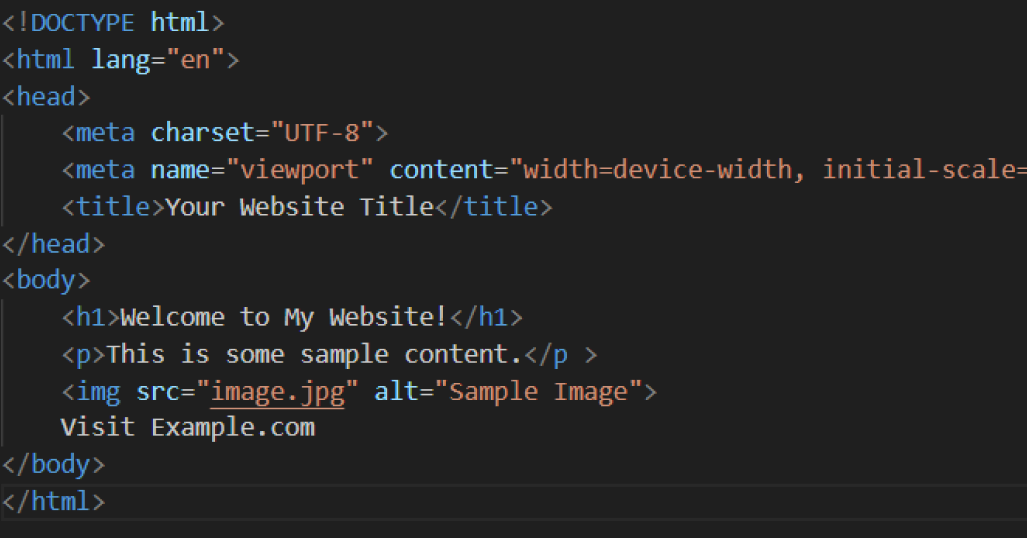 <!DOCTYPE html>
<html lang="en">
<head>
    <meta charset="UTF-8">
    <meta name="viewport" content="width=device-width, initial-scale=
    <title>Your Website Title</title>
</head>
<body>
    <h1>Welcome to My Website!</h1>
    <p>This is some sample content.</p >
    <img src="image.jpg" alt="Sample Image">
    Visit Example.com
</body>
</html>